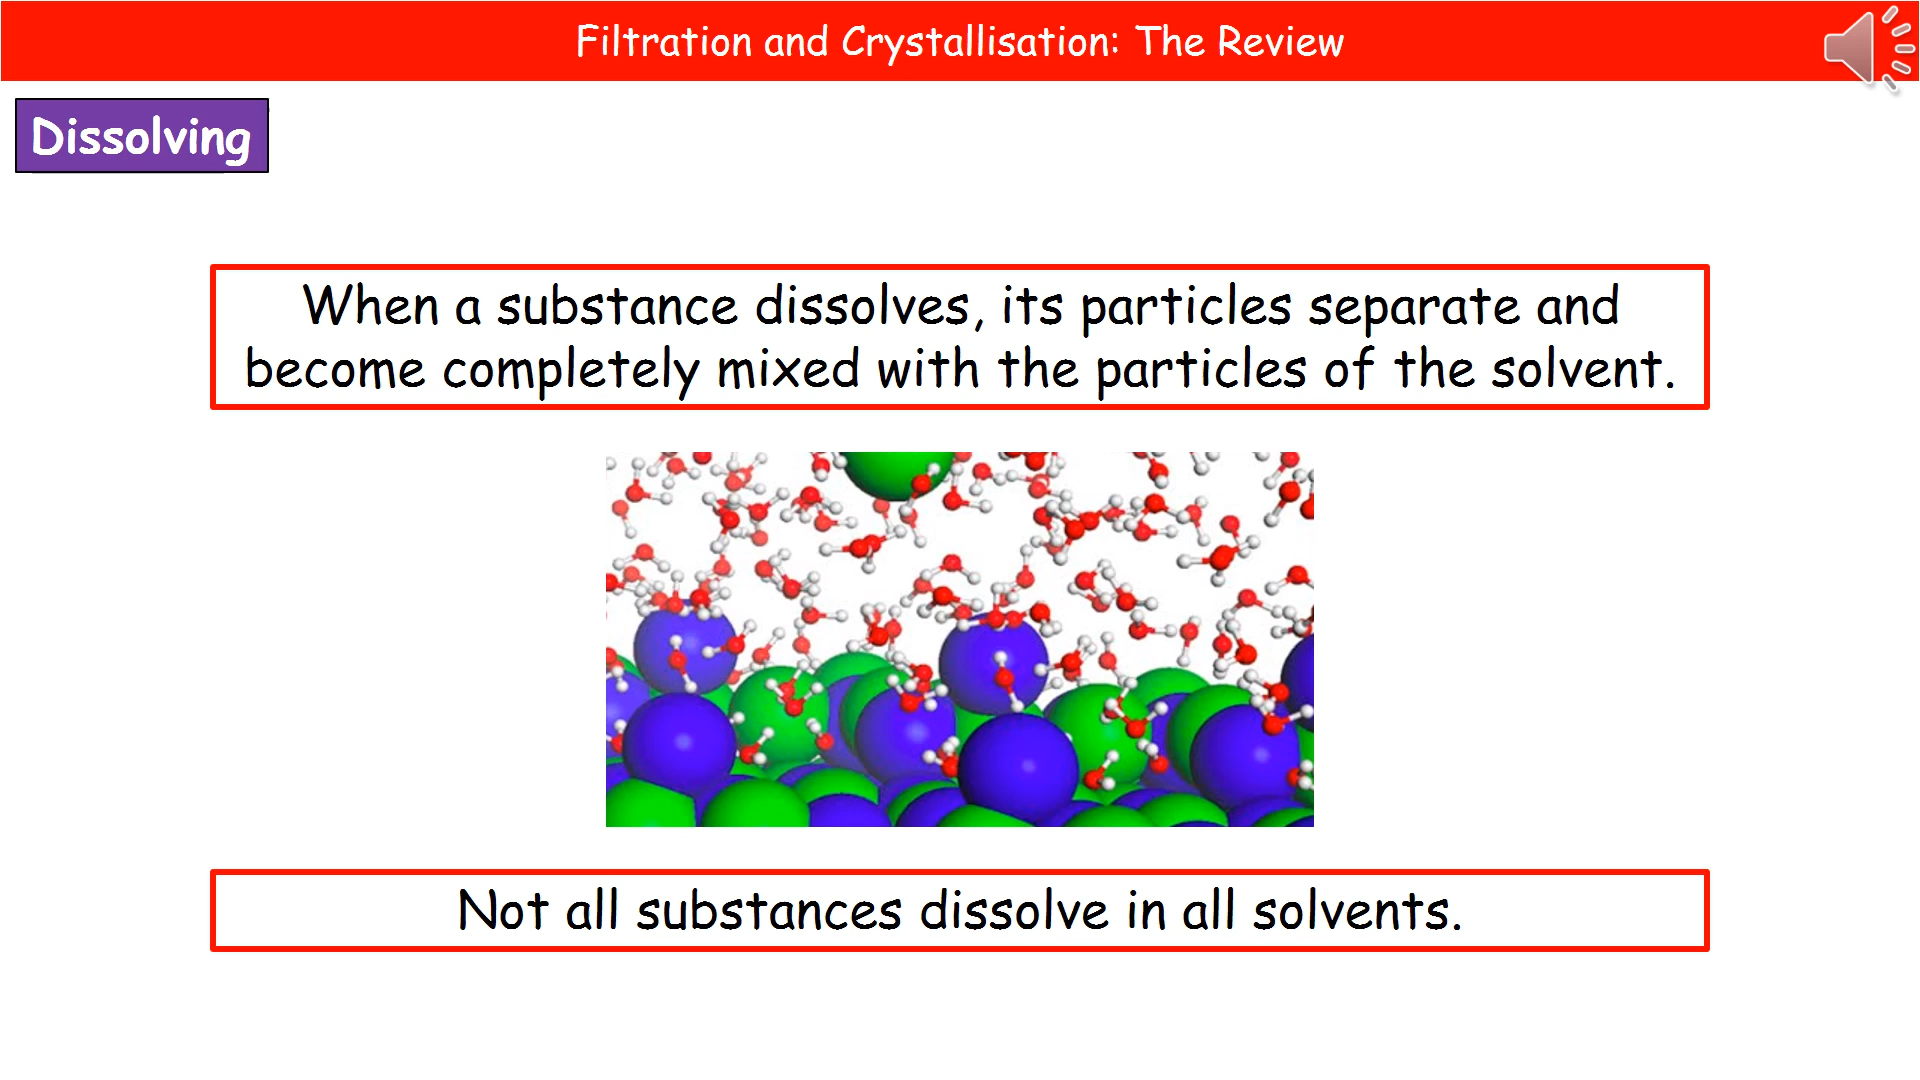 Filtration and Crystallisation: The Review
Dissolving
When a substance dissolves, its particles separate and
become completely mixed with the particles of the solvent.
Not all substances dissolve in all solvents.